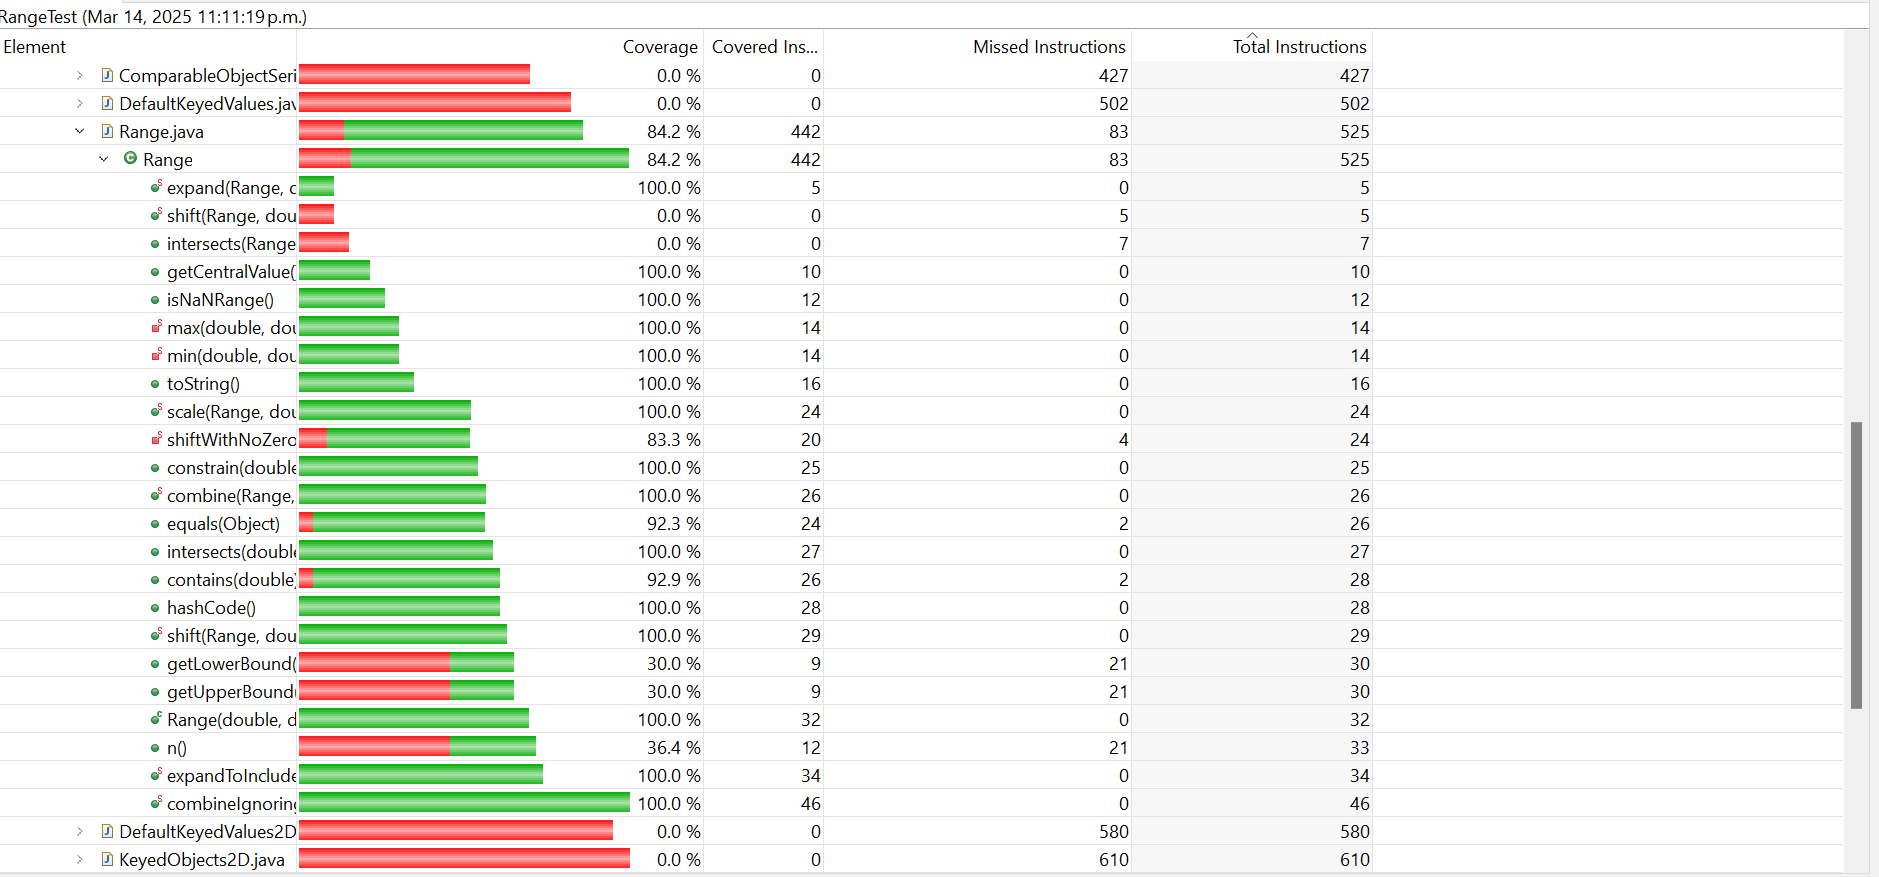 RangeTest (Mar 14, 2025 11:11:19 p.m.)
Element Coverage Covered Ins... Missed Instructions Total Instructions
ComparableObjectSeri 0.0 % 0 427 427
DefaultKeyedValues.jav 0.0 % 0 502 502
Range.java 84.2 % 442 83 525
Range 84.2 % 442 83 525
expand(Range, d 100.0 % 5 0 5
shift(Range, dou 0.0 % 0 5 5
intersects(Range 0.0 % 0 7 7
getCentralValue( 100.0 % 10 0 10
isNaNRange() 100.0 % 12 0 12
max(double, dou 100.0 % 14 0 14
min(double, dou 100.0 % 14 0 14
toString() 100.0 % 16 0 16
scale(Range, dou 100.0 % 24 0 24
shiftWithNoZero 83.3 % 20 4 24
constrain(double 100.0 % 25 0 25
combine(Range, 100.0 % 26 0 26
equals(Object) 92.3 % 24 2 26
intersects(double 100.0 % 27 0 27
contains(double) 92.9 % 26 2 28
hashCode() 100.0 % 28 0 28
shift(Range, dou 100.0 % 29 0 29
getLowerBound( 30.0 % 9 21 30
getUpperBound( 30.0 % 9 21 30
Range(double, d 100.0 % 32 0 32
n() 36.4 % 12 21 33
expandToInclude 100.0 % 34 0 34
combineIgnoring 100.0 % 46 0 46
DefaultKeyedValues2D 0.0 % 0 580 580
KeyedObjects2D.java 0.0 % 0 610 610